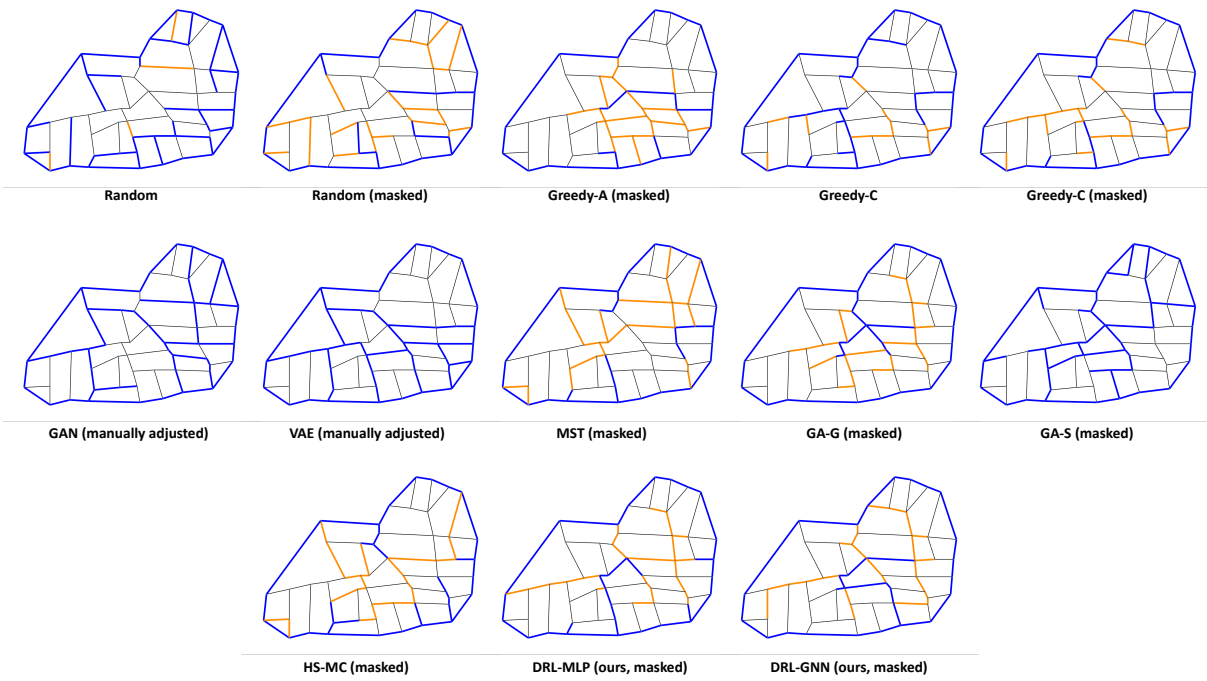 Random
Random (masked)
Greedy-A (masked)
Greedy-C
Greedy-C (masked)
GAN (manually adjusted)
VAE (manually adjusted)
MST (masked)
GA-G (masked)
GA-S (masked)
HS-MC (masked)
DRL-MLP (ours, masked)
DRL-GNN (ours, masked)